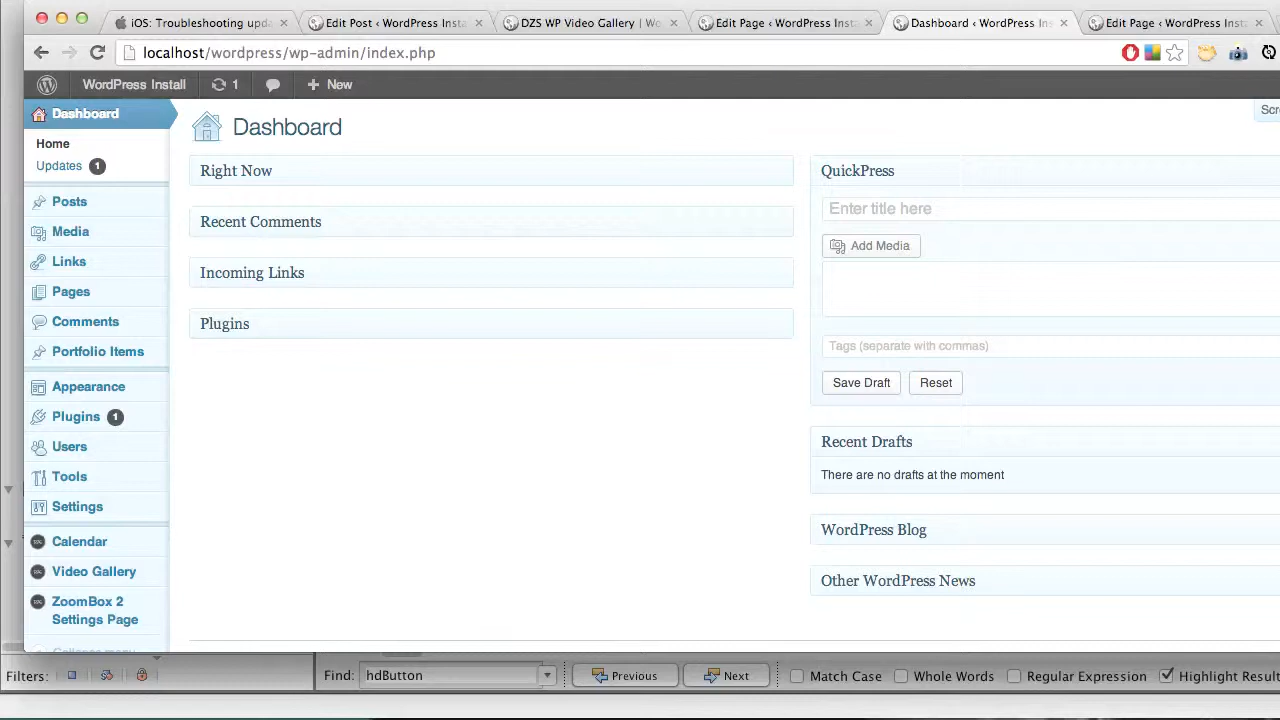 iOS: Troubleshooting upda
Edit Post ‹ WordPress Insta
DZS WP Video Gallery | Wo
Edit Page ‹ WordPress Insta
Dashboard ‹ WordPress Ins
Edit Page ‹ WordPress Insta
localhost/wordpress/wp-admin/index.php
WordPress Install
1
New
Dashboard
Home
Updates 1
Posts
Media
Links
Pages
Comments
Portfolio Items
Appearance
Plugins 1
Users
Tools
Settings
Calendar
Video Gallery
ZoomBox 2
Settings Page
Collapse menu
Scre
Dashboard
Right Now
Recent Comments
Incoming Links
Plugins
QuickPress
Enter title here
Add Media
Tags (separate with commas)
Save Draft
Reset
Recent Drafts
There are no drafts at the moment
WordPress Blog
Other WordPress News
Filters:
Find: hdButton
Previous
Next
Match Case
Whole Words
Regular Expression
Highlight Result